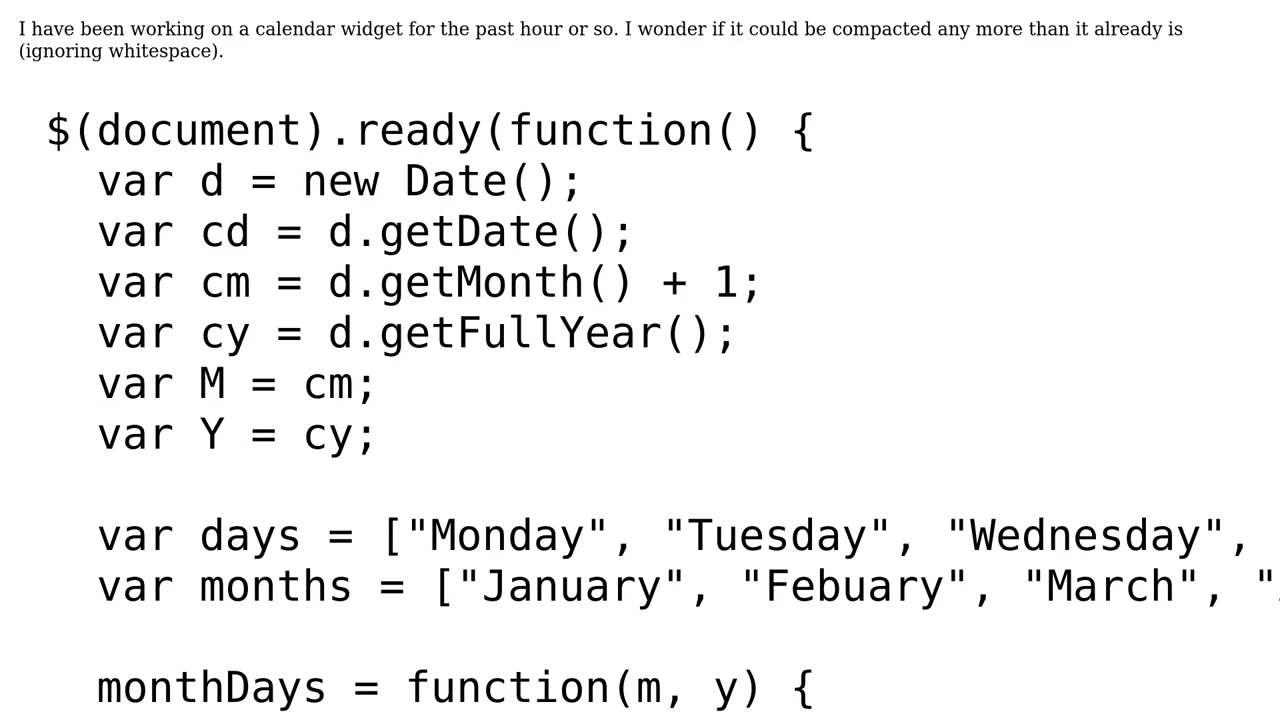 I have been working on a calendar widget for the past hour or so. I wonder if it could be compacted any more than it already is
(ignoring whitespace).
$(document).ready(function() {
var d = new Date();
var cd = d.getDate();
var cm = d.getMonth() + 1;
var cy = d.getFullYear();
var M = cm;
var Y = cy;
var days = ["Monday", "Tuesday", "Wednesday",
var months = ["January", "Febuary", "March", "
monthDays = function(m, y) {